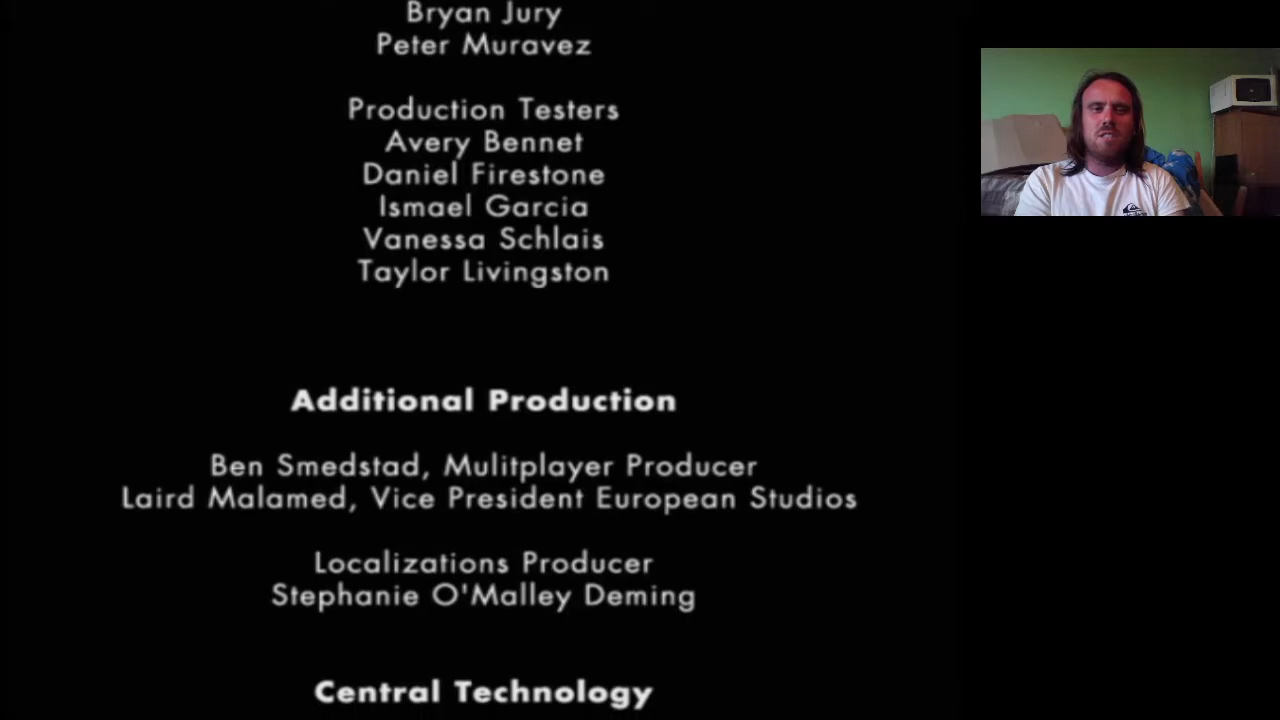 Bryan Jury
Peter Muravez
Production Testers
Avery Bennet
Daniel Firestone
Ismael Garcia
Vanessa Schlais
Taylor Livingston
Additional Production
Ben Smedstad, Mulitplayer Producer
Laird Malamed, Vice President European Studios
Localizations Producer
Stephanie O'Malley Deming
Central Technology